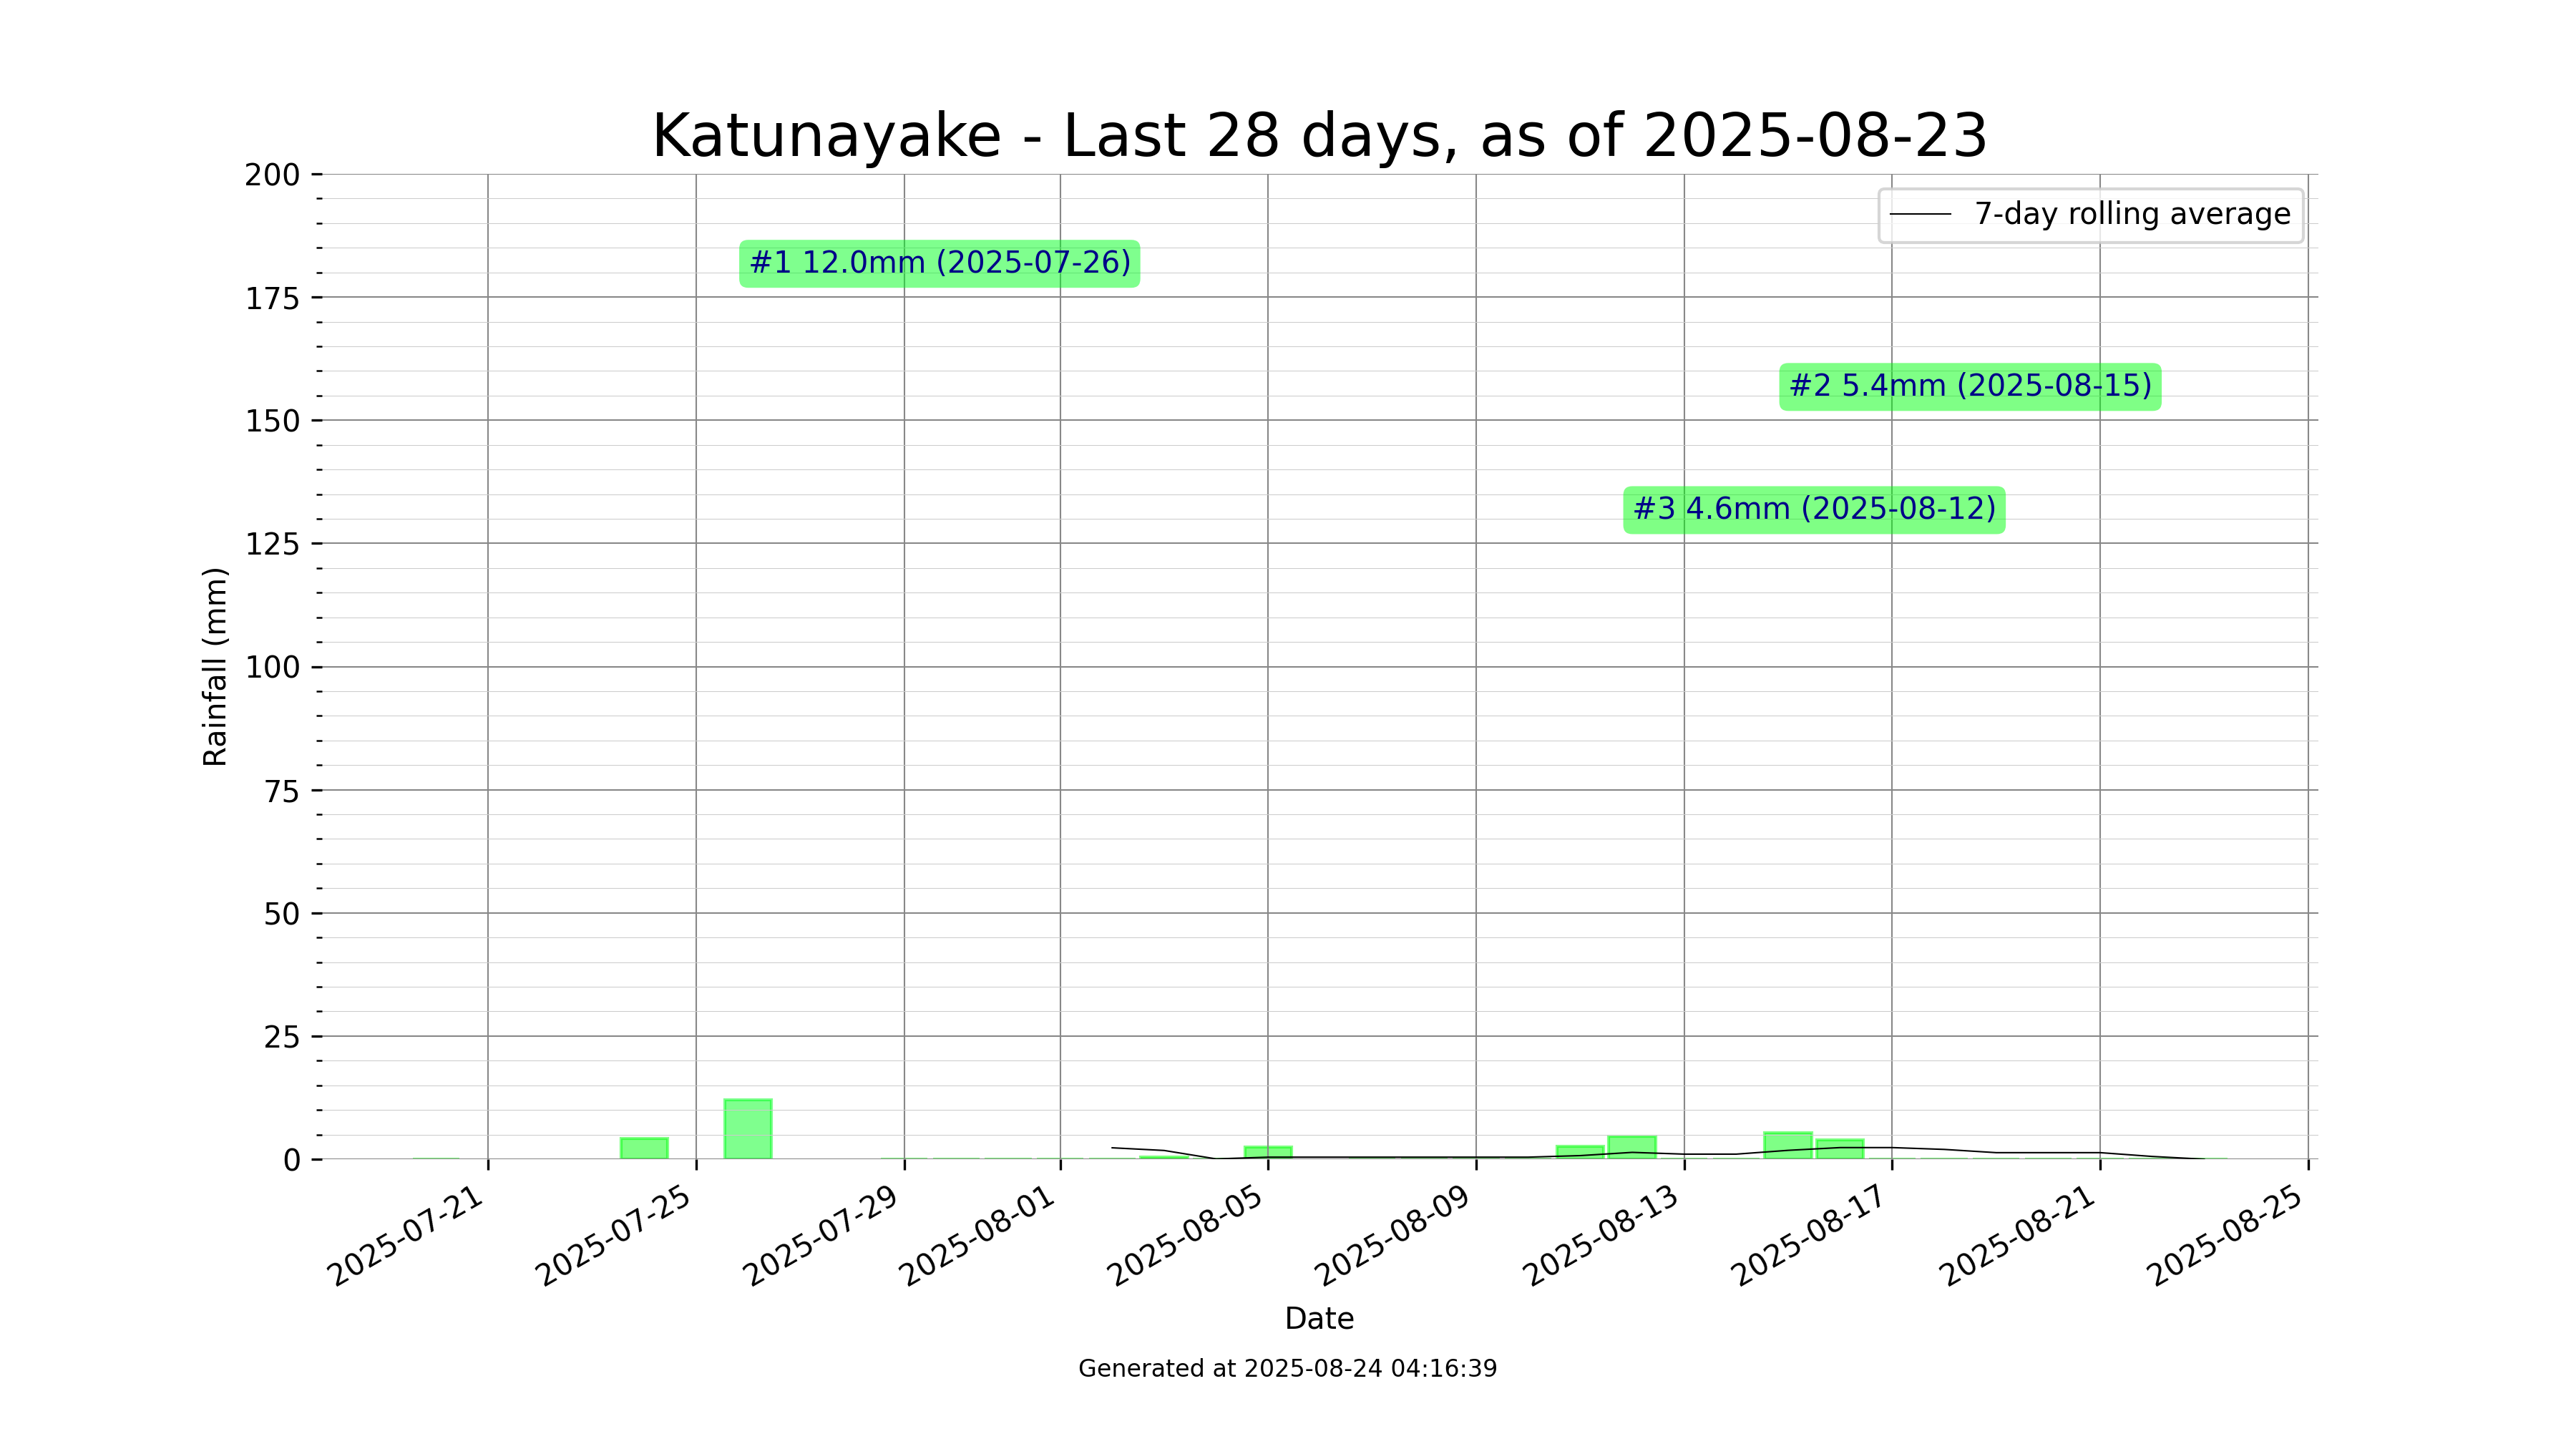 Katunayake - Last 28 days, as of 2025-08-23
7-day rolling average
#1 12.0mm (2025-07-26)
#2 5.4mm (2025-08-15)
#3 4.6mm (2025-08-12)
Rainfall (mm)
200
175
150
125
100
75
50
25
0
2025-07-21
2025-07-25
2025-07-29
2025-08-01
2025-08-05
2025-08-09
2025-08-13
2025-08-17
2025-08-21
2025-08-25
Date
Generated at 2025-08-24 04:16:39